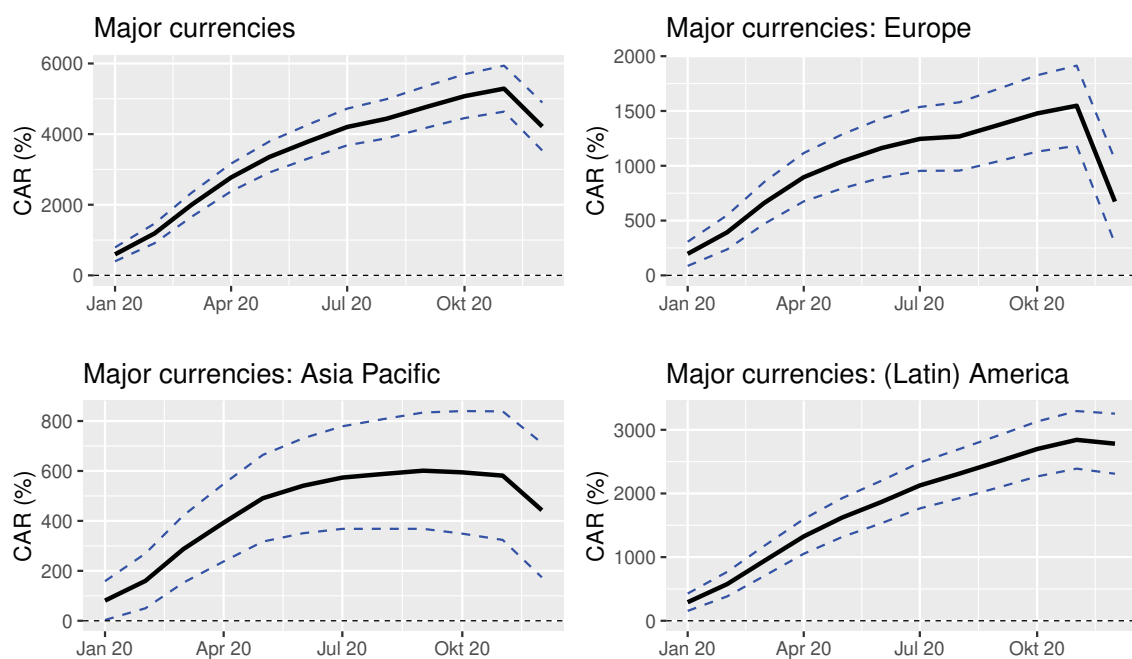 Major currencies
CAR (%)
6000
4000
2000
0
Jan 20 Apr 20 Jul 20 Okt 20
Major currencies: Europe
CAR (%)
2000
1500
1000
500
0
Jan 20 Apr 20 Jul 20 Okt 20
Major currencies: Asia Pacific
CAR (%)
800
600
400
200
0
Jan 20 Apr 20 Jul 20 Okt 20
Major currencies: (Latin) America
CAR (%)
3000
2000
1000
0
Jan 20 Apr 20 Jul 20 Okt 20